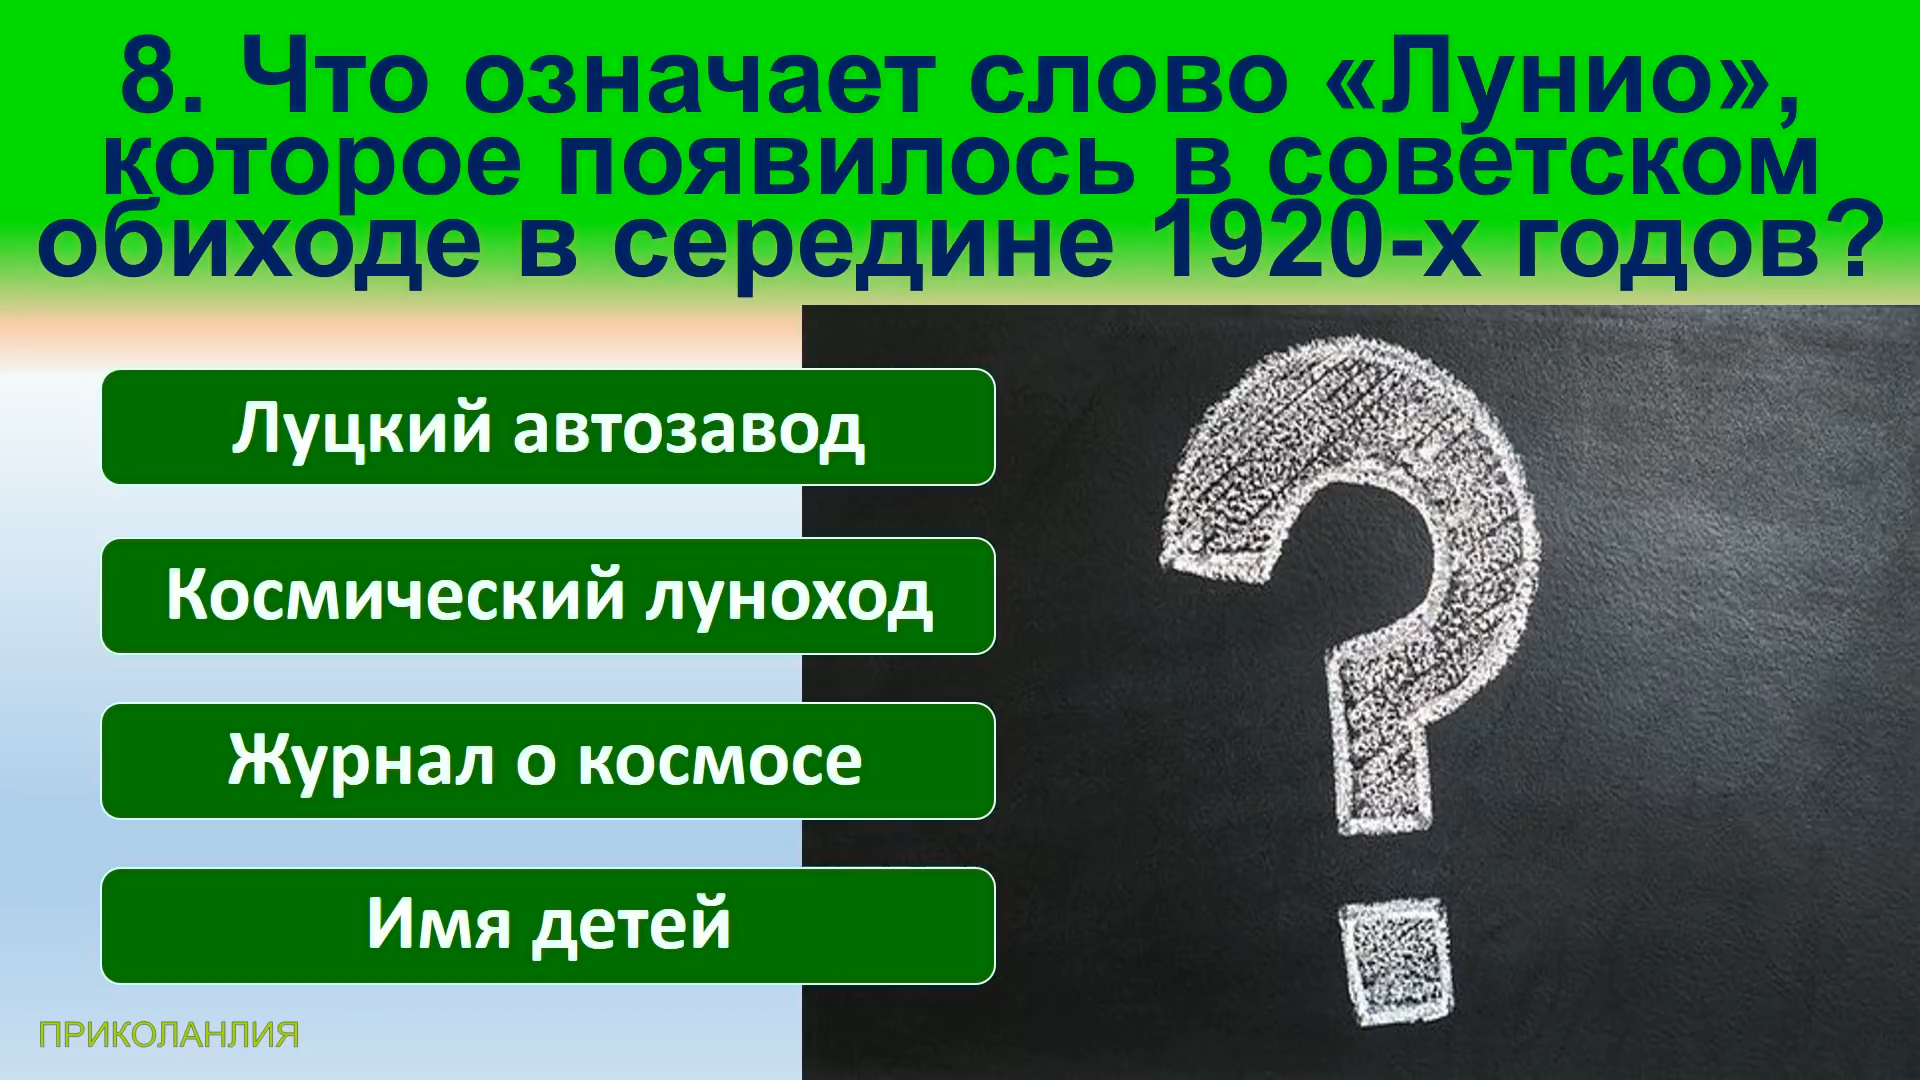 8. Что означает слово «Лунио»,
которое появилось в советском
обиходе в середине 1920-х годов?
Луцкий автозавод
Космический луноход
Журнал о космосе
Имя детей
ПРИКОЛАНЛИЯ